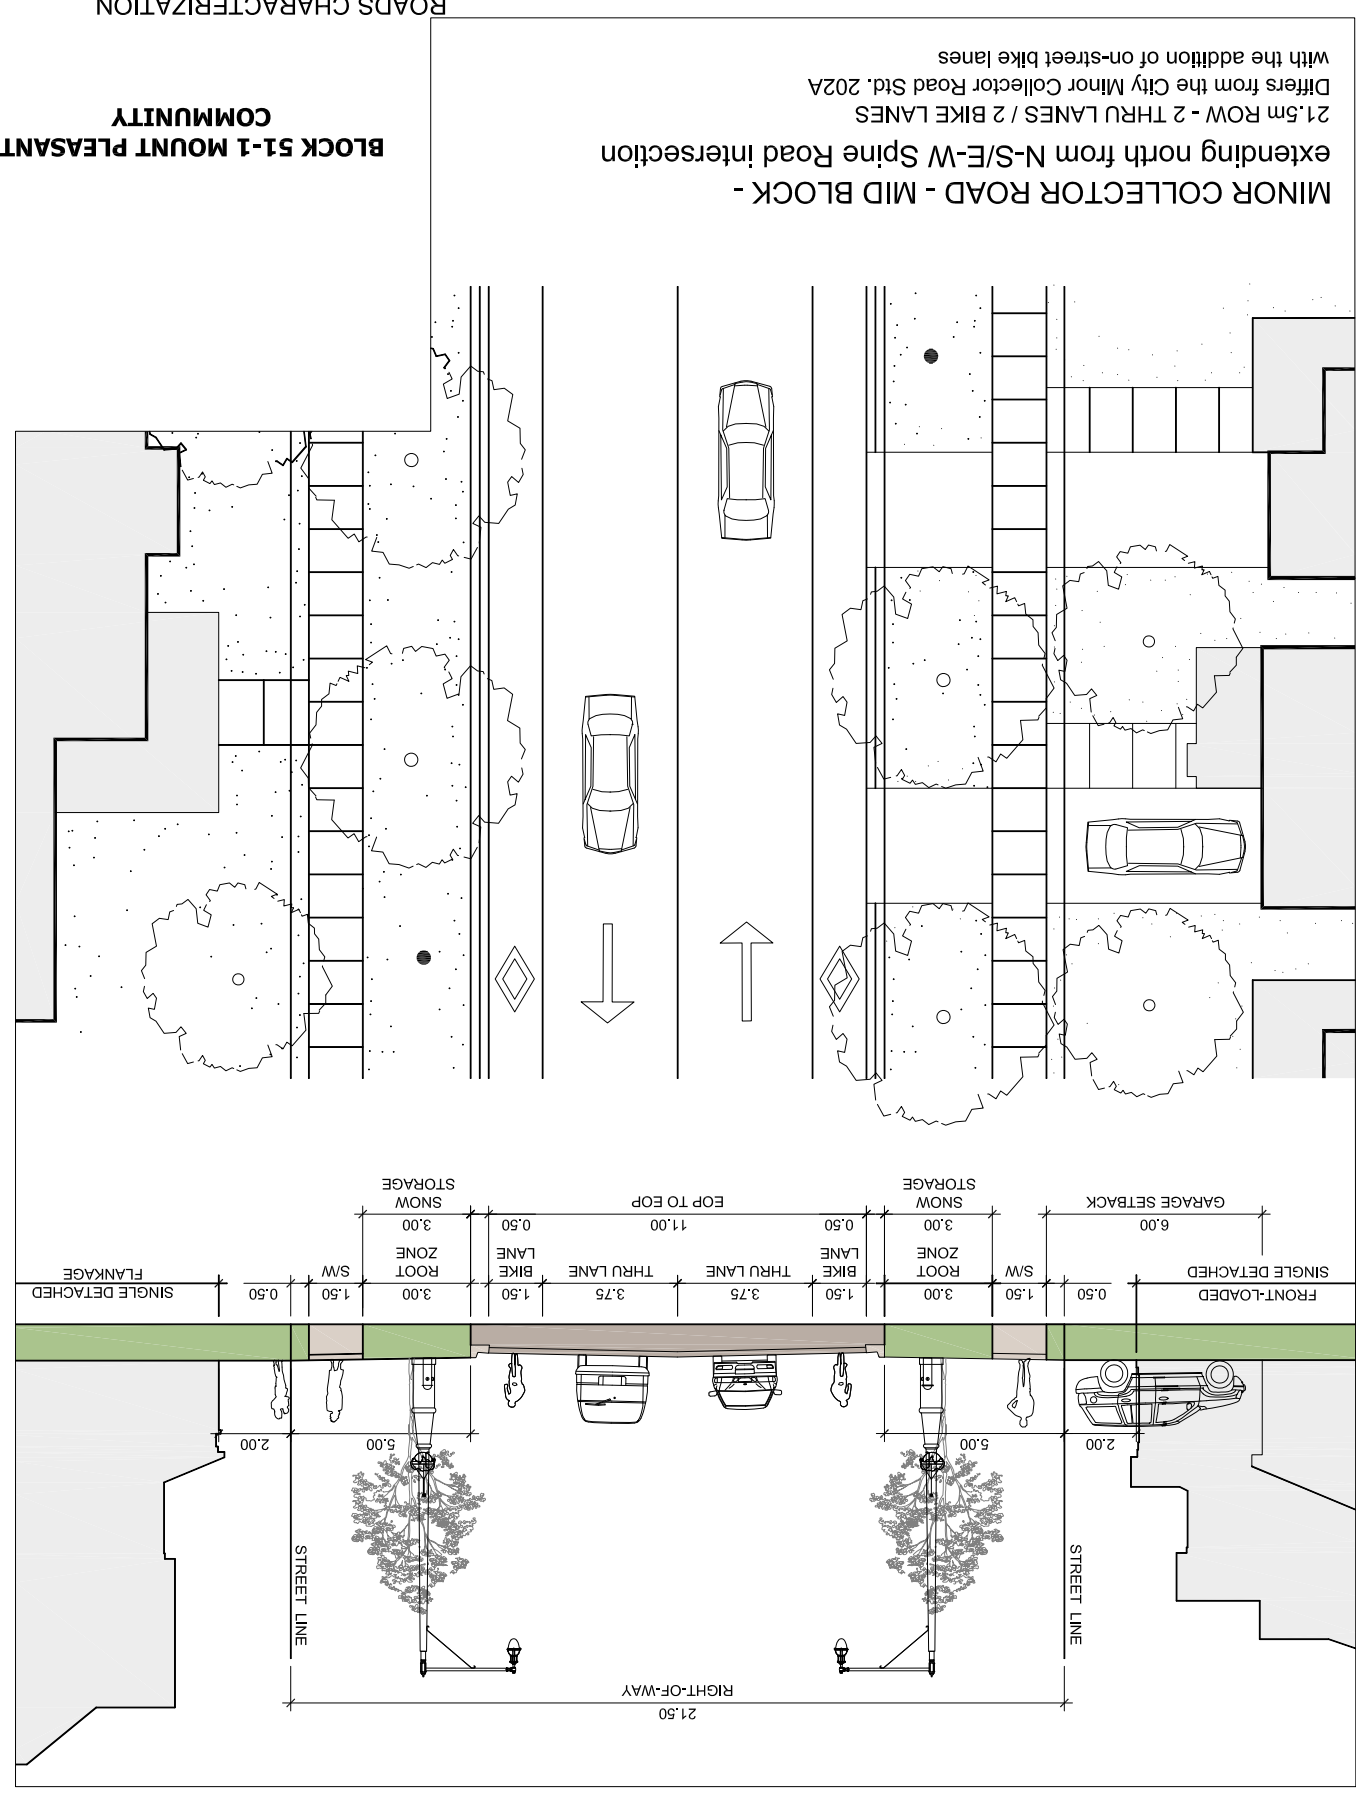 21.50
RIGHT-OF-WAY
STREET LINE
STREET LINE
2.00
5.00
5.00
2.00
FRONT-LOADED
SINGLE DETACHED
0.50
1.50
S/W
3.00
ROOT
ZONE
1.50
BIKE
LANE
3.75
THRU LANE
3.75
THRU LANE
1.50
BIKE
LANE
3.00
ROOT
ZONE
1.50
S/W
0.50
SINGLE DETACHED
FLANKAGE
6.00
GARAGE SETBACK
3.00
SNOW
STORAGE
0.50
11.00
EOP TO EOP
0.50
3.00
SNOW
STORAGE
MINOR COLLECTOR ROAD - MID BLOCK -
extending north from N-S/E-W Spine Road intersection
21.5m ROW - 2 THRU LANES / 2 BIKE LANES
Differs from the City Minor Collector Road Std. 202A
with the addition of on-street bike lanes
BLOCK 51-1 MOUNT PLEASANT
COMMUNITY
ROADS CHARACTERIZATION